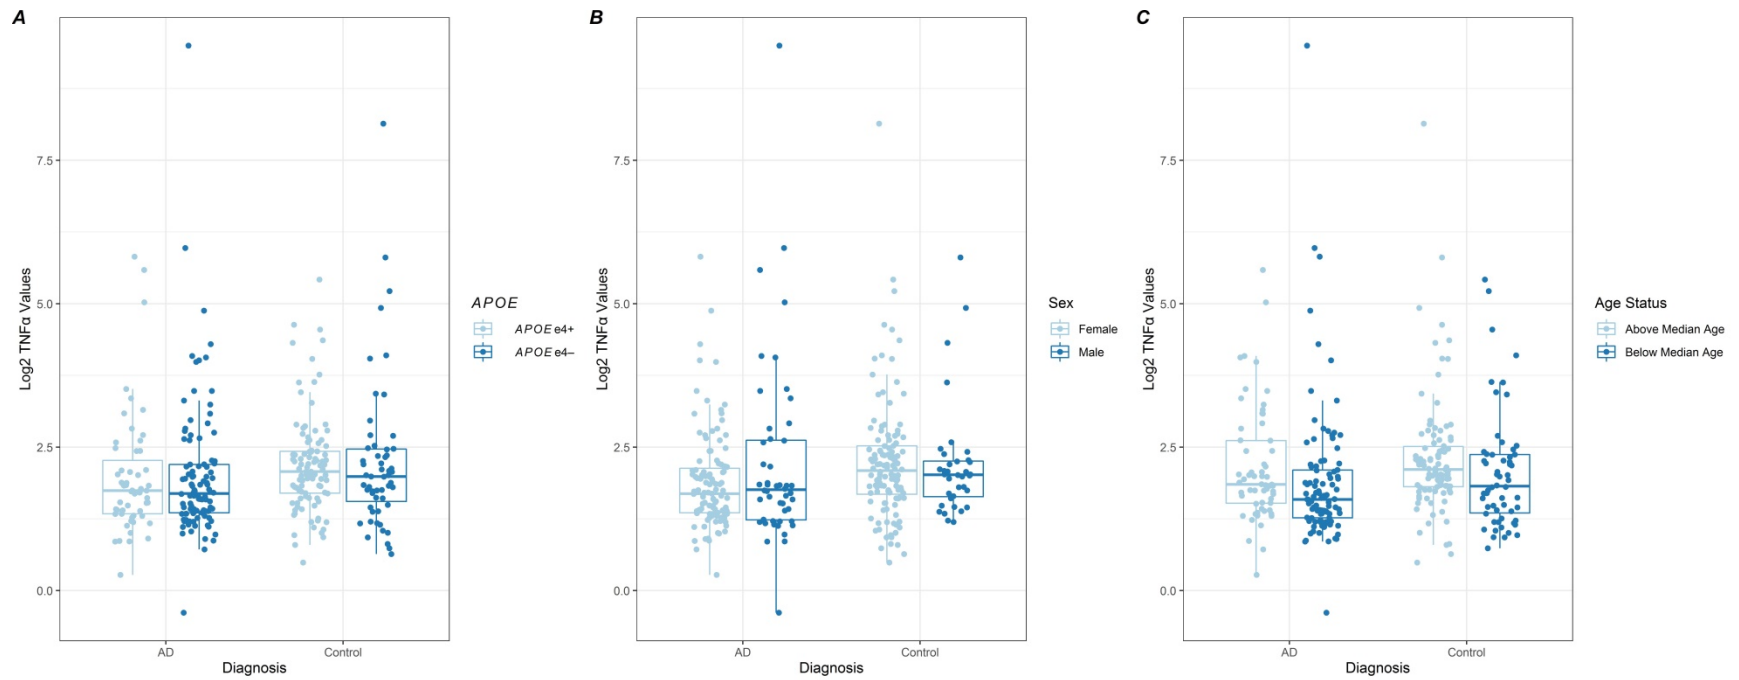 A
Log2 TNFα Values
7.5
5.0
2.5
0.0
AD
Control
Diagnosis
APOE
APOE e4+
APOE e4–
B
Log2 TNFα Values
7.5
5.0
2.5
0.0
AD
Control
Diagnosis
Sex
Female
Male
C
Log2 TNFα Values
7.5
5.0
2.5
0.0
AD
Control
Diagnosis
Age Status
Above Median Age
Below Median Age